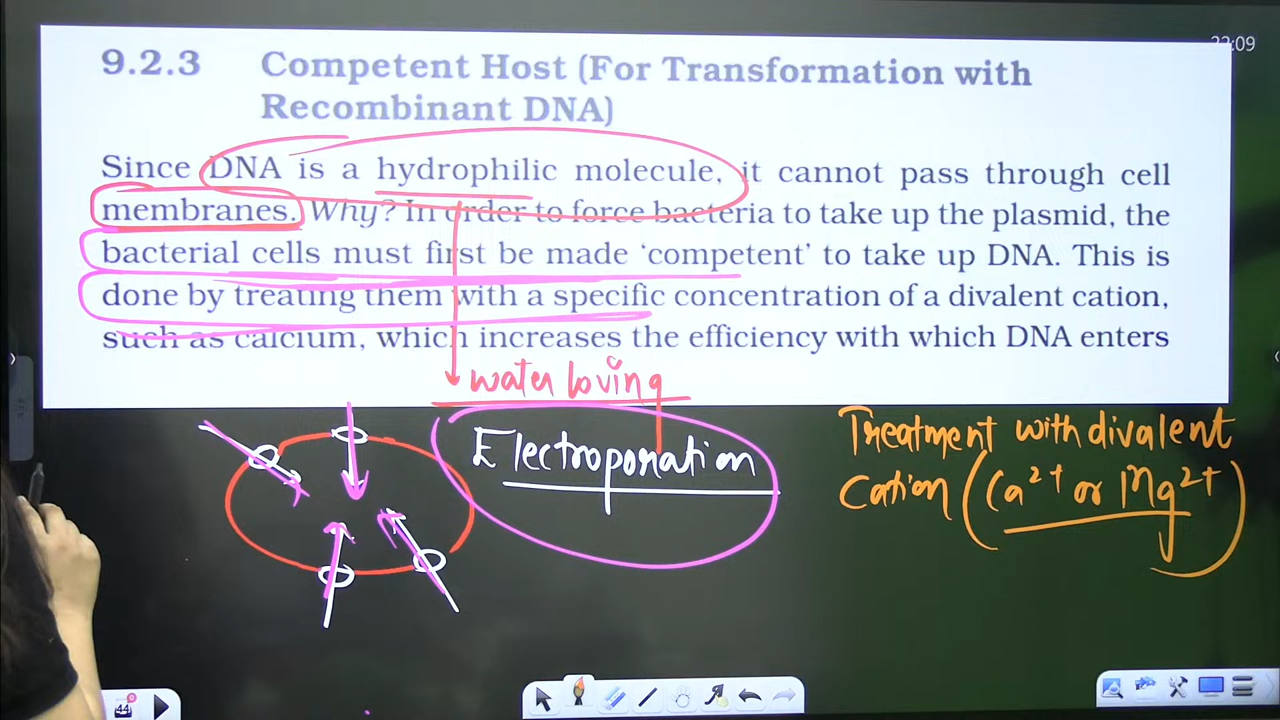 22:09
9.2.3 Competent Host (For Transformation with
Recombinant DNA)
Since DNA is a hydrophilic molecule, it cannot pass through cell
membranes. Why? In order to force bacteria to take up the plasmid, the
bacterial cells must first be made ‘competent’ to take up DNA. This is
done by treating them with a specific concentration of a divalent cation,
such as calcium, which increases the efficiency with which DNA enters
water loving
Electroporation
Treatment with divalent
Cation (Ca²⁺ or Mg²⁺)
44